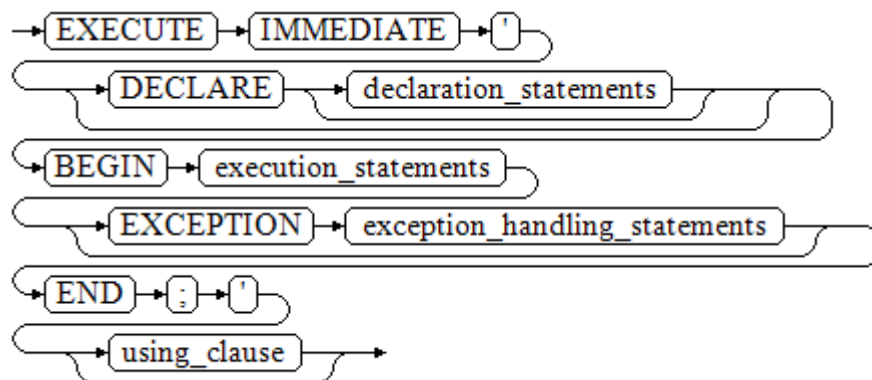 EXECUTE IMMEDIATE '
DECLARE declaration_statements
BEGIN execution_statements
EXCEPTION exception_handling_statements
END ; '
using_clause